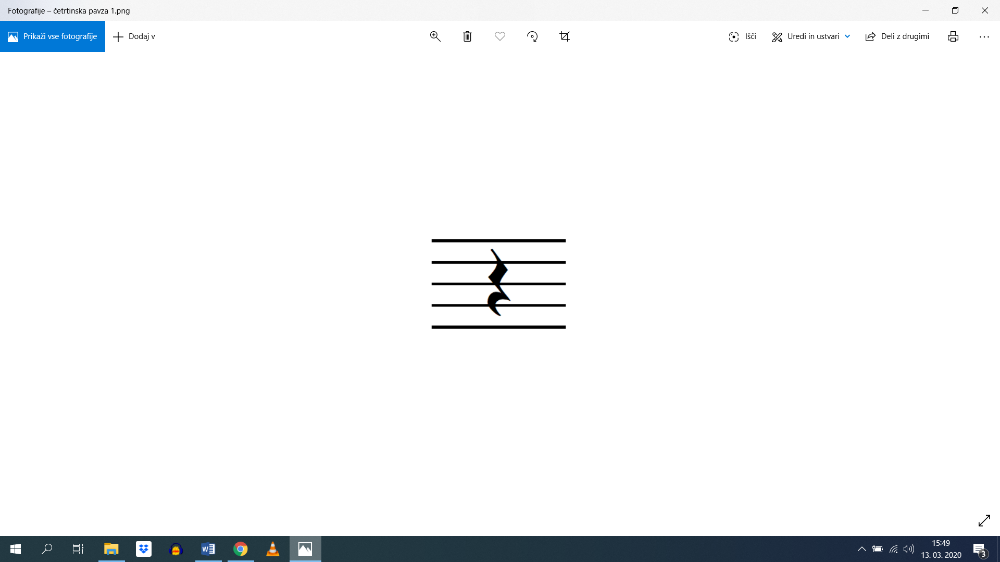 Fotografije – četrtinska pavza 1.png
Prikaži vse fotografije
Dodaj v
Išči
Uredi in ustvari
Deli z drugimi
15:49
13. 03. 2020
3